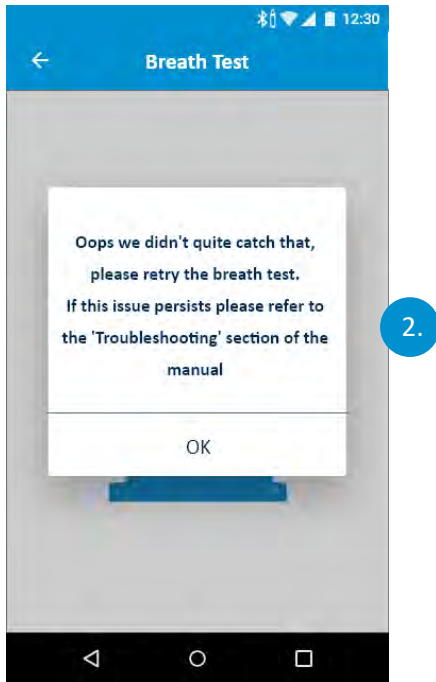 12:30
Breath Test
Oops we didn't quite catch that,
please retry the breath test.
If this issue persists please refer to
the 'Troubleshooting' section of the
manual
2.
OK